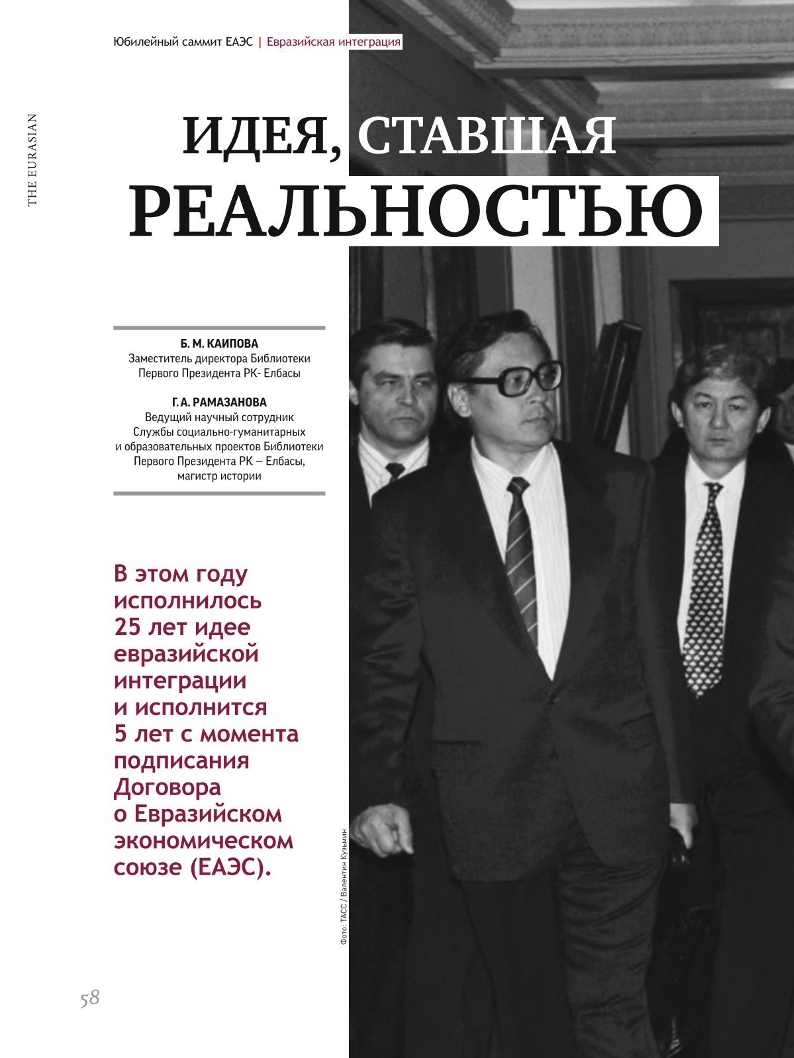 Юбилейный саммит ЕАЭС | Евразийская интеграция
THE EURASIAN
ИДЕЯ, СТАВШАЯ
РЕАЛЬНОСТЬЮ
Б. М. КАИПОВА
Заместитель директора Библиотеки
Первого Президента РК- Елбасы
Г. А. РАМАЗАНОВА
Ведущий научный сотрудник
Службы социально-гуманитарных
и образовательных проектов Библиотеки
Первого Президента РК – Елбасы,
магистр истории
В этом году
исполнилось
25 лет идее
евразийской
интеграции
и исполнится
5 лет с момента
подписания
Договора
о Евразийском
экономическом
союзе (ЕАЭС).
Фото: ТАСС / Валентин Кузьмин
58